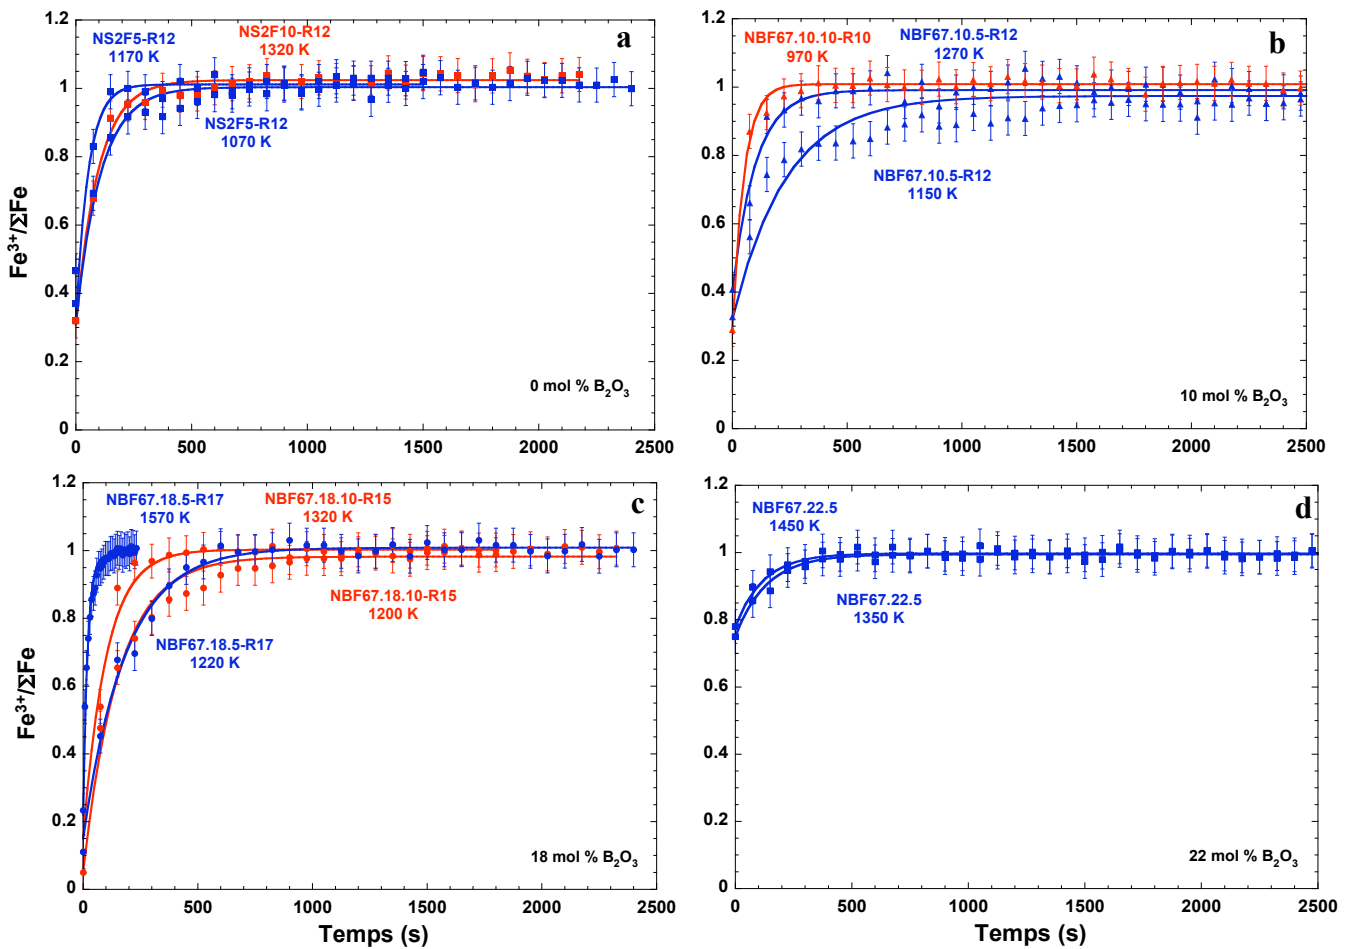 1.2
1
0.8
0.6
0.4
0.2
0
Fe³⁺/ΣFe
NS2F5-R12
1170 K
NS2F10-R12
1320 K
a
NS2F5-R12
1070 K
0 mol % B₂O₃
0 500 1000 1500 2000 2500
1.2
1
0.8
0.6
0.4
0.2
0
NBF67.10.10-R10
970 K
NBF67.10.5-R12
1270 K
b
NBF67.10.5-R12
1150 K
10 mol % B₂O₃
0 500 1000 1500 2000 2500
1.2
1
0.8
0.6
0.4
0.2
0
Fe³⁺/ΣFe
NBF67.18.5-R17
1570 K
NBF67.18.10-R15
1320 K
c
NBF67.18.10-R15
1200 K
NBF67.18.5-R17
1220 K
18 mol % B₂O₃
0 500 1000 1500 2000 2500
Temps (s)
1.2
1
0.8
0.6
0.4
0.2
0
NBF67.22.5
1450 K
d
NBF67.22.5
1350 K
22 mol % B₂O₃
0 500 1000 1500 2000 2500
Temps (s)